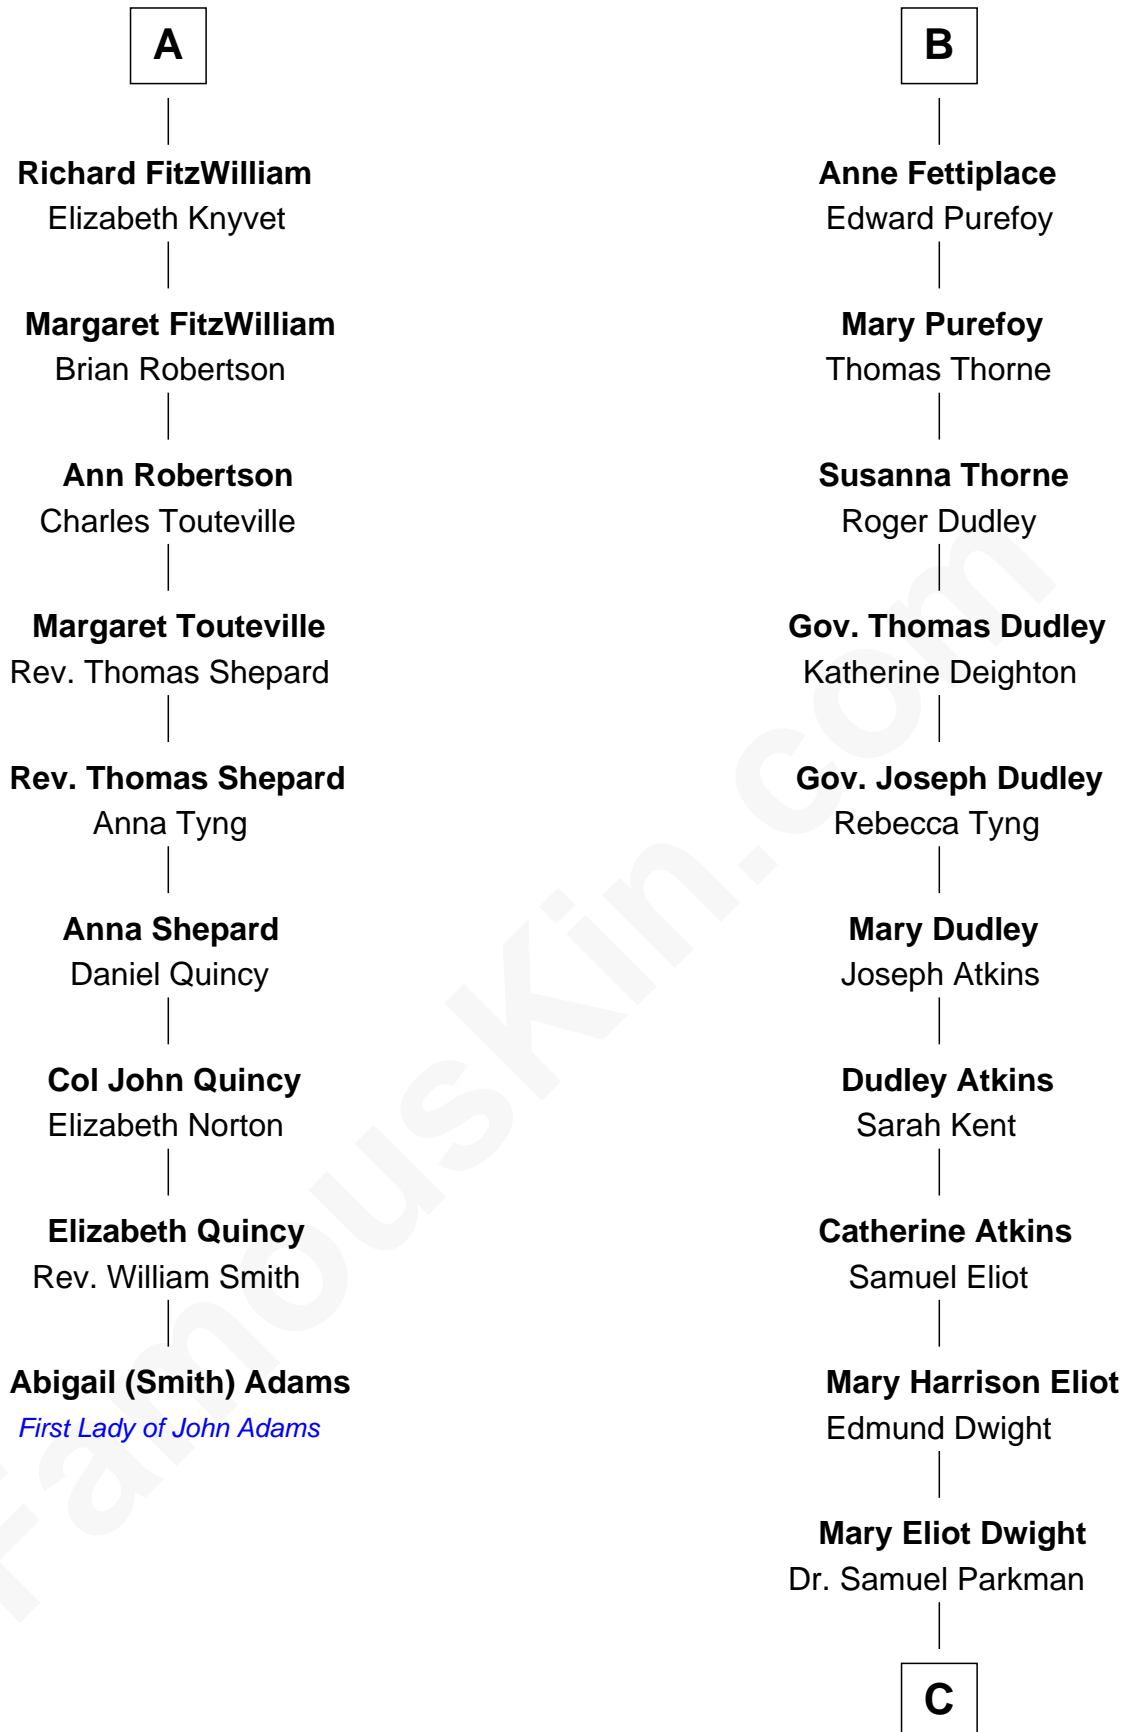 A
Richard FitzWilliam
Elizabeth Knyvet
Margaret FitzWilliam
Brian Robertson
Ann Robertson
Charles Touteville
Margaret Touteville
Rev. Thomas Shepard
Rev. Thomas Shepard
Anna Tyng
Anna Shepard
Daniel Quincy
Col John Quincy
Elizabeth Norton
Elizabeth Quincy
Rev. William Smith
Abigail (Smith) Adams
First Lady of John Adams
B
Anne Fettiplace
Edward Purefoy
Mary Purefoy
Thomas Thorne
Susanna Thorne
Roger Dudley
Gov. Thomas Dudley
Katherine Deighton
Gov. Joseph Dudley
Rebecca Tyng
Mary Dudley
Joseph Atkins
Dudley Atkins
Sarah Kent
Catherine Atkins
Samuel Eliot
Mary Harrison Eliot
Edmund Dwight
Mary Eliot Dwight
Dr. Samuel Parkman
C
FamousKin.com